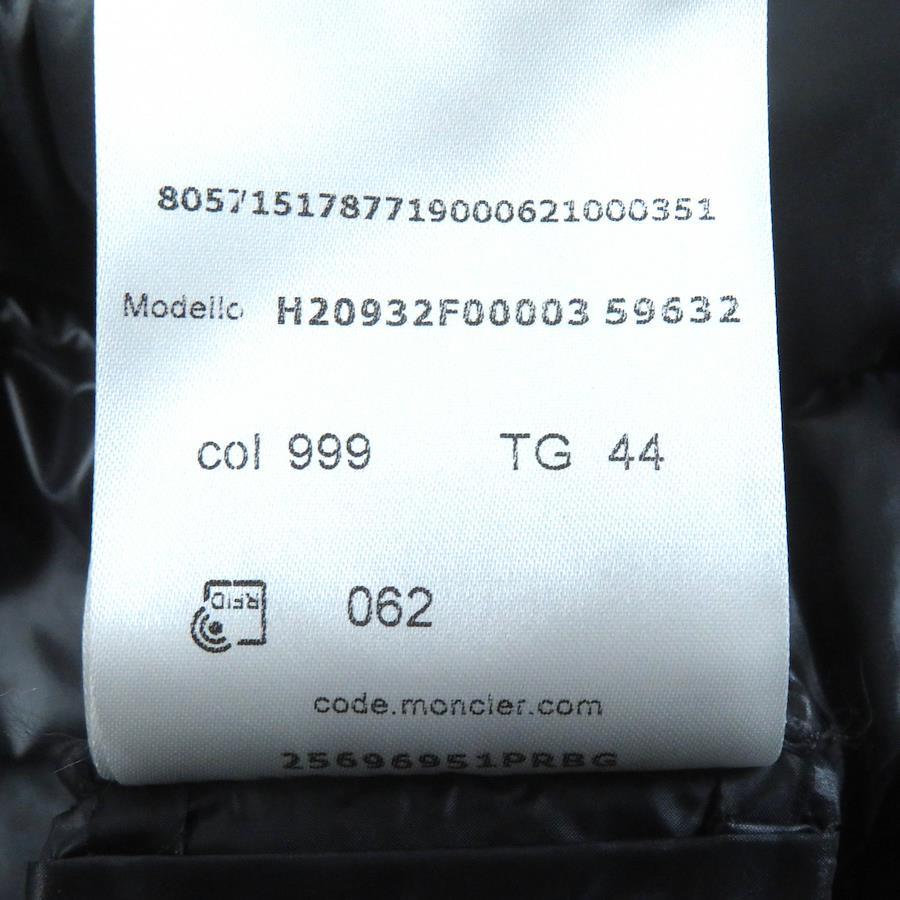 8057151787719000621000351
Modello H20932F00003 59632
col 999 TG 44
RFID 062
code.moncler.com
25696951PRBG